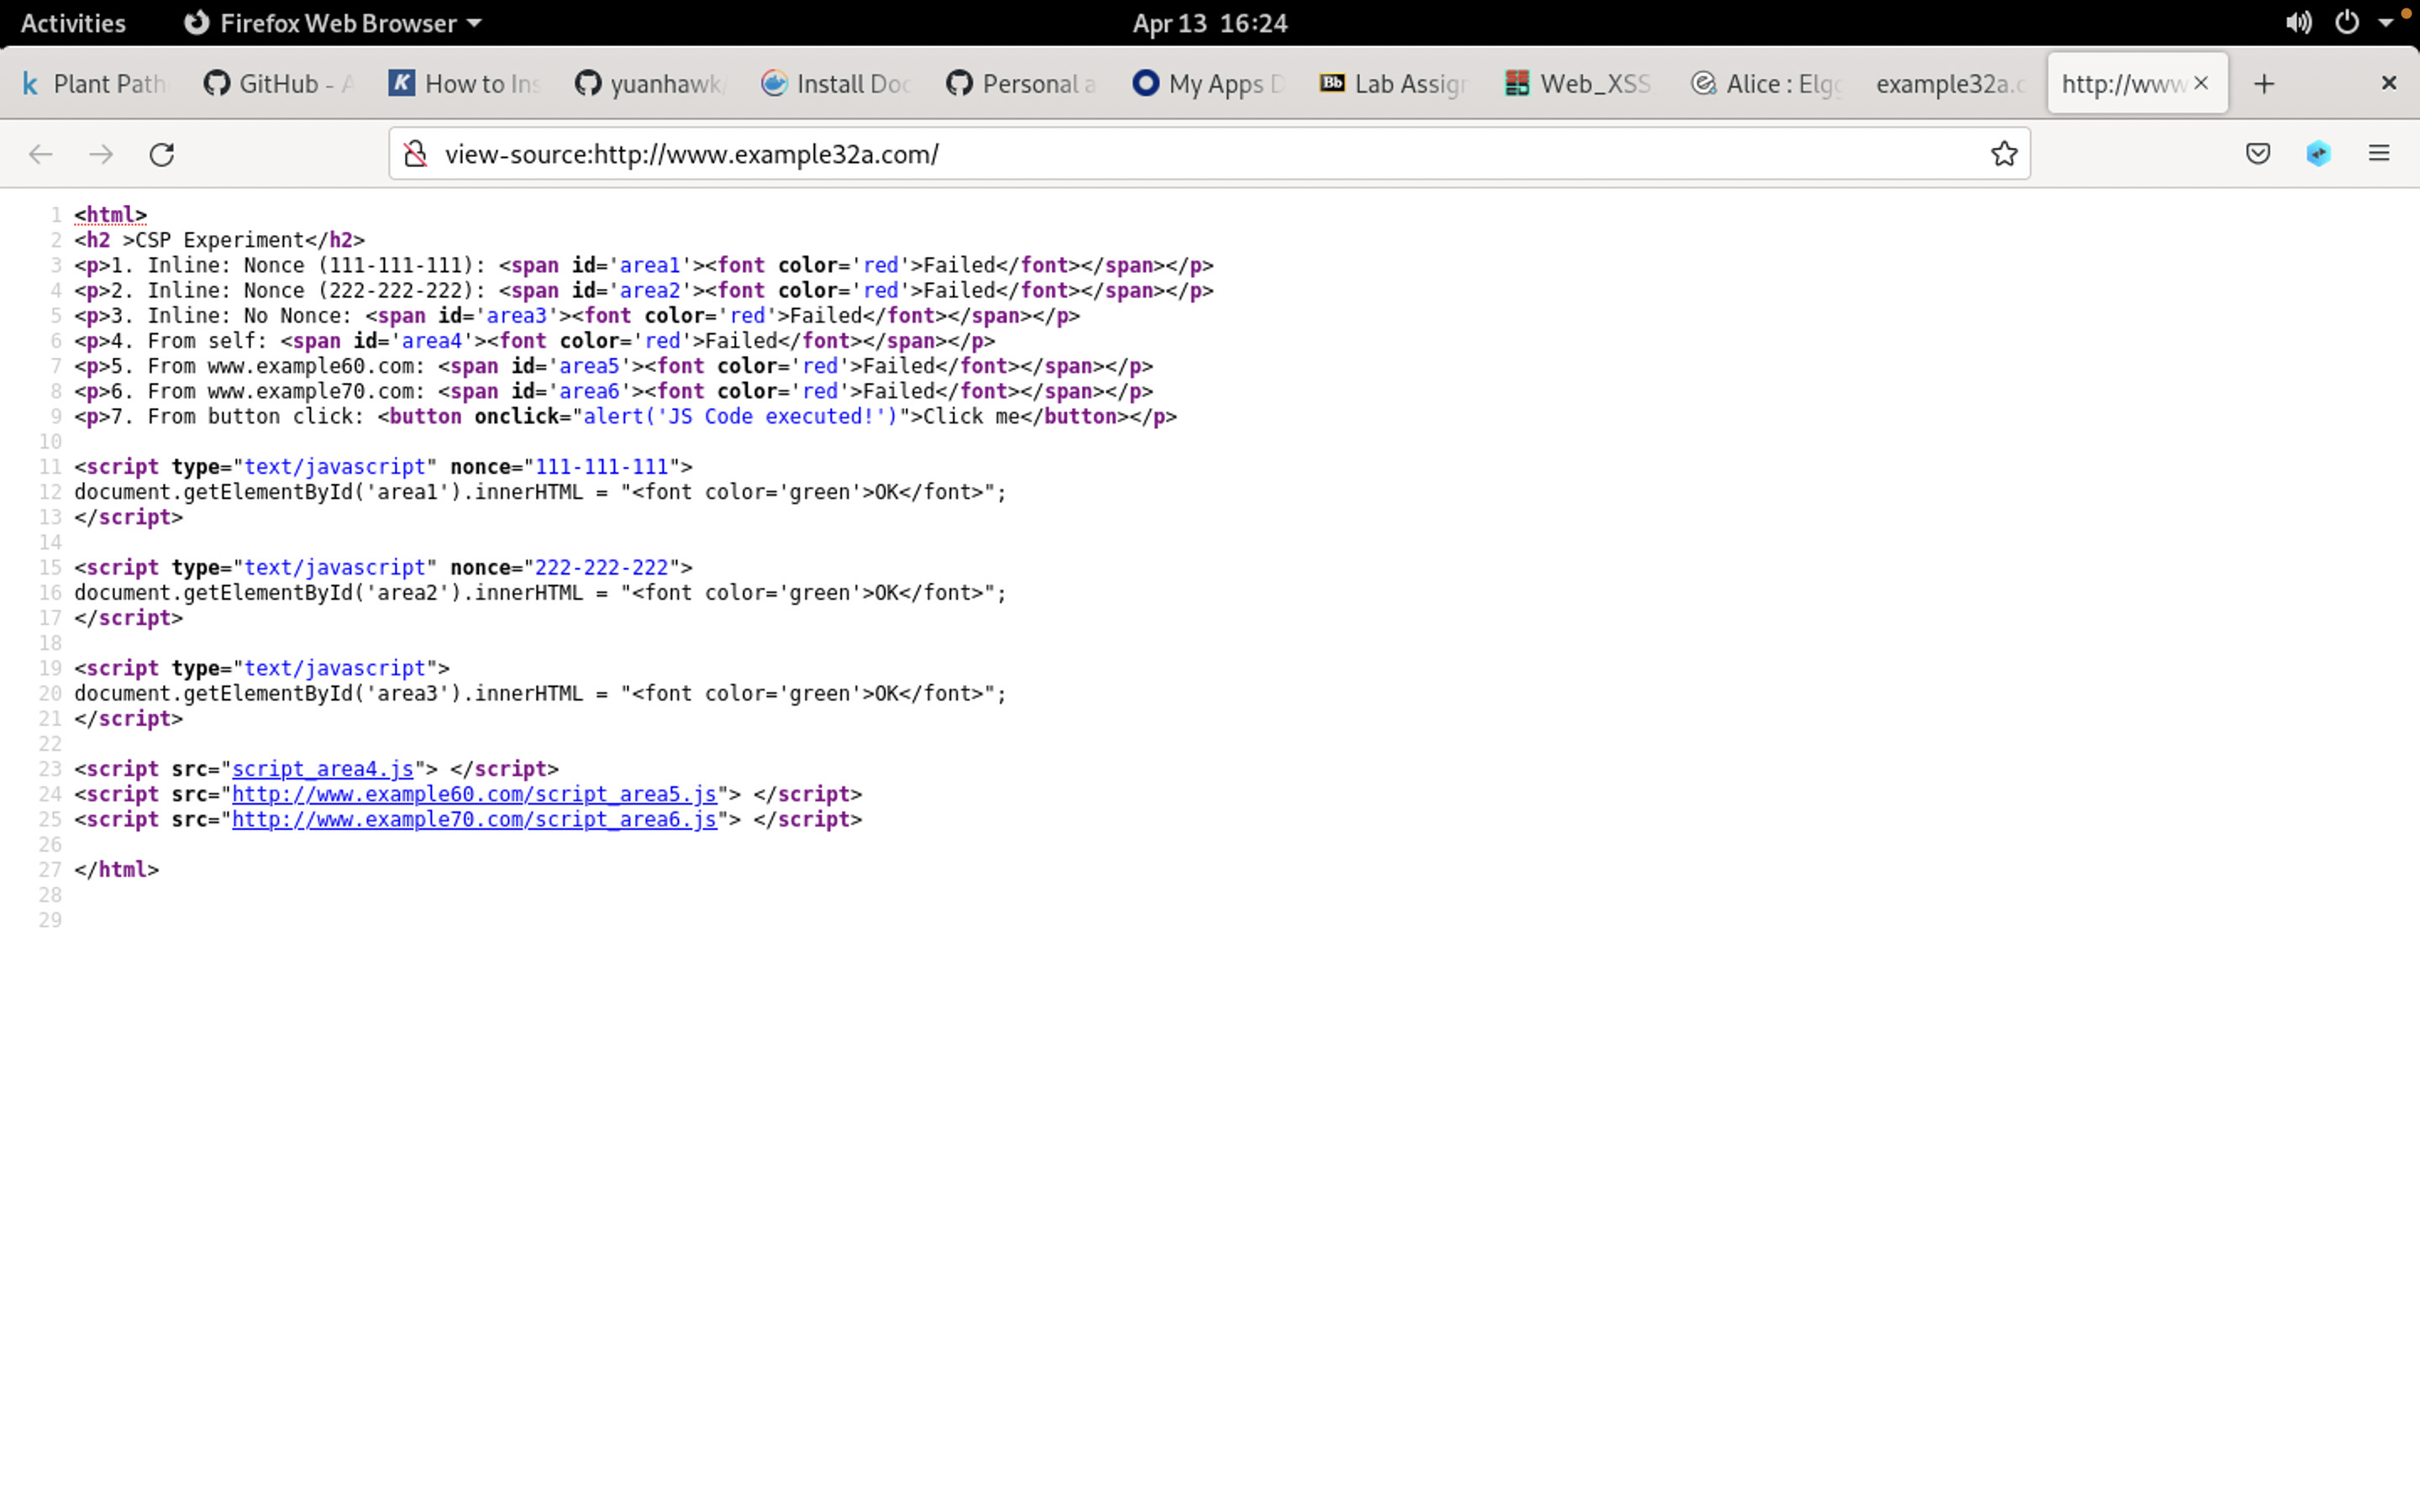 Activities Firefox Web Browser Apr 13 16:24
Plant Path GitHub - A How to Ins yuanhawk/ Install Doc Personal a My Apps D Bb Lab Assign Web_XSS Alice : Elgg example32a.c http://www
view-source:http://www.example32a.com/
1 <html>
2 <h2 >CSP Experiment</h2>
3 <p>1. Inline: Nonce (111-111-111): <span id='area1'><font color='red'>Failed</font></span></p>
4 <p>2. Inline: Nonce (222-222-222): <span id='area2'><font color='red'>Failed</font></span></p>
5 <p>3. Inline: No Nonce: <span id='area3'><font color='red'>Failed</font></span></p>
6 <p>4. From self: <span id='area4'><font color='red'>Failed</font></span></p>
7 <p>5. From www.example60.com: <span id='area5'><font color='red'>Failed</font></span></p>
8 <p>6. From www.example70.com: <span id='area6'><font color='red'>Failed</font></span></p>
9 <p>7. From button click: <button onclick="alert('JS Code executed!')">Click me</button></p>
10
11 <script type="text/javascript" nonce="111-111-111">
12 document.getElementById('area1').innerHTML = "<font color='green'>OK</font>";
13 </script>
14
15 <script type="text/javascript" nonce="222-222-222">
16 document.getElementById('area2').innerHTML = "<font color='green'>OK</font>";
17 </script>
18
19 <script type="text/javascript">
20 document.getElementById('area3').innerHTML = "<font color='green'>OK</font>";
21 </script>
22
23 <script src="script_area4.js"> </script>
24 <script src="http://www.example60.com/script_area5.js"> </script>
25 <script src="http://www.example70.com/script_area6.js"> </script>
26
27 </html>
28
29